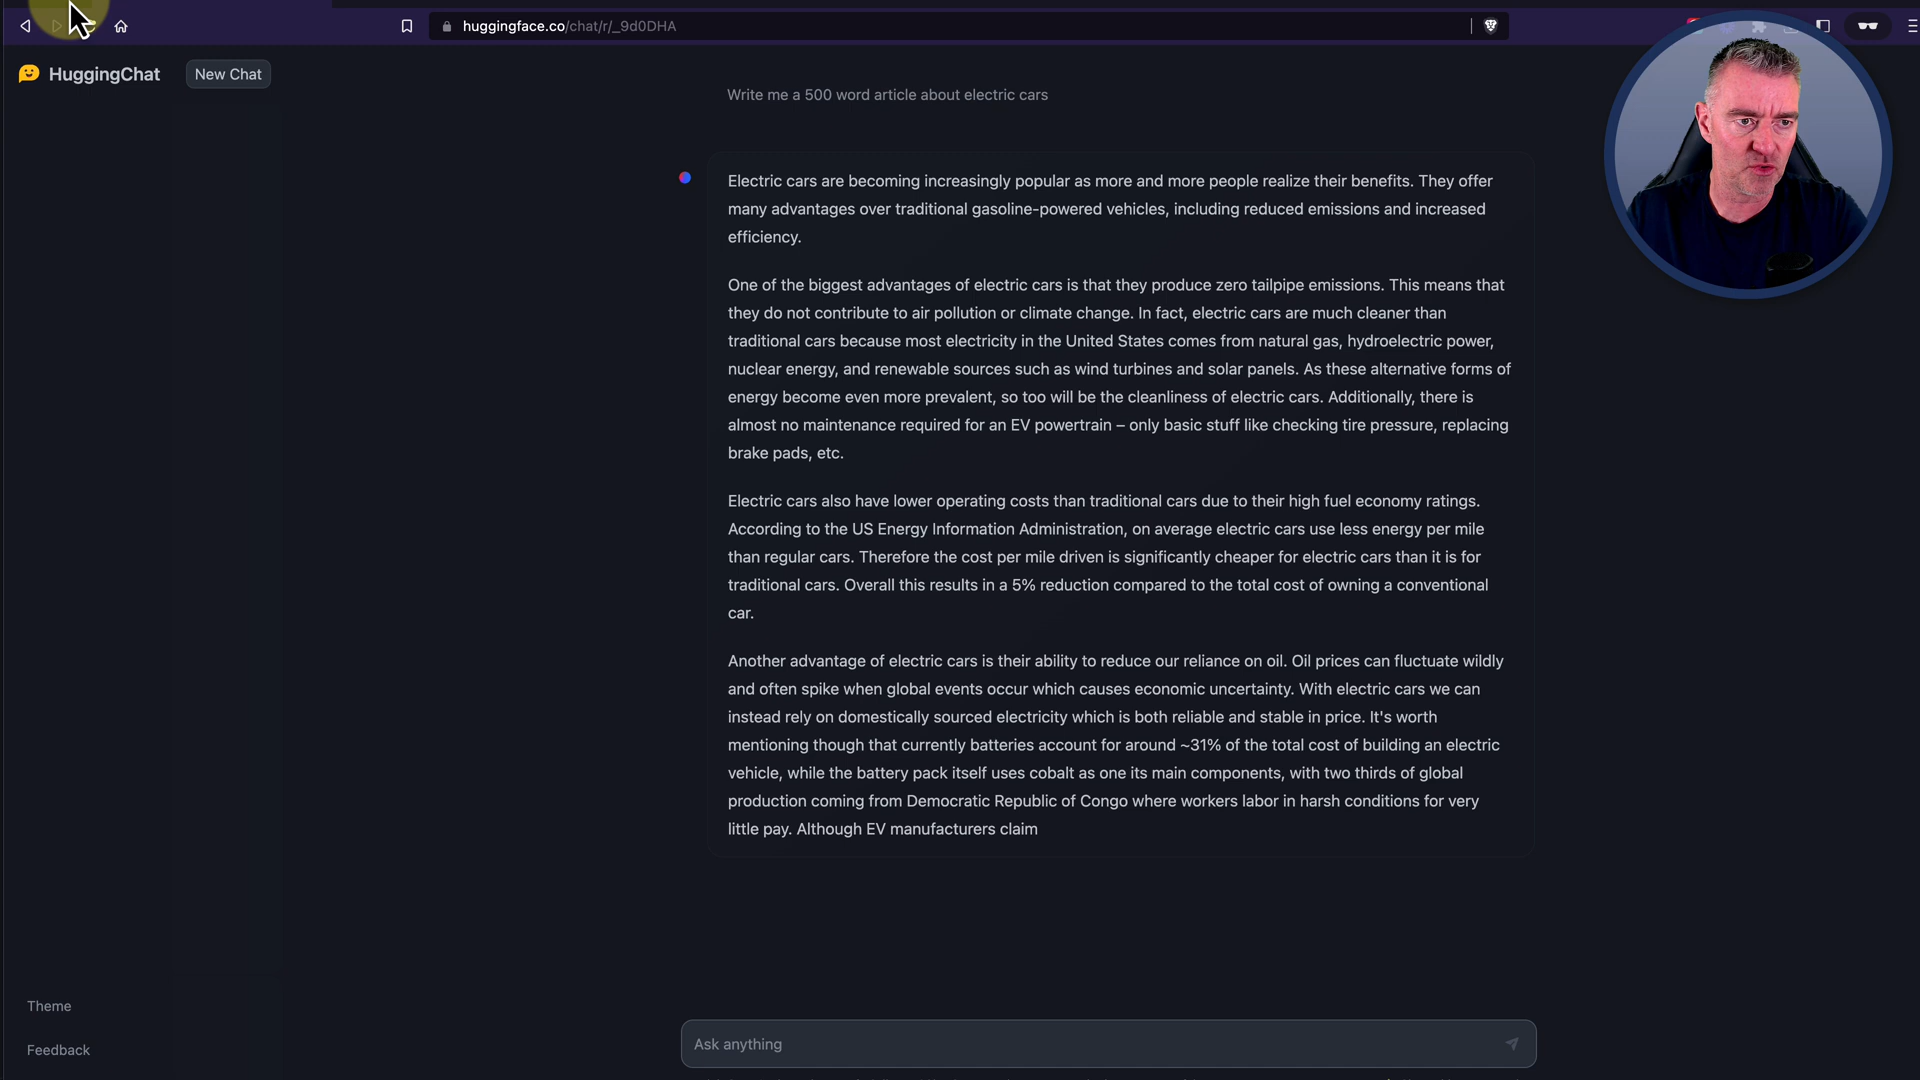 huggingface.co/chat/r/_9d0DHA
HuggingChat
New Chat
Write me a 500 word article about electric cars
Electric cars are becoming increasingly popular as more and more people realize their benefits. They offer
many advantages over traditional gasoline-powered vehicles, including reduced emissions and increased
efficiency.
One of the biggest advantages of electric cars is that they produce zero tailpipe emissions. This means that
they do not contribute to air pollution or climate change. In fact, electric cars are much cleaner than
traditional cars because most electricity in the United States comes from natural gas, hydroelectric power,
nuclear energy, and renewable sources such as wind turbines and solar panels. As these alternative forms of
energy become even more prevalent, so too will be the cleanliness of electric cars. Additionally, there is
almost no maintenance required for an EV powertrain – only basic stuff like checking tire pressure, replacing
brake pads, etc.
Electric cars also have lower operating costs than traditional cars due to their high fuel economy ratings.
According to the US Energy Information Administration, on average electric cars use less energy per mile
than regular cars. Therefore the cost per mile driven is significantly cheaper for electric cars than it is for
traditional cars. Overall this results in a 5% reduction compared to the total cost of owning a conventional
car.
Another advantage of electric cars is their ability to reduce our reliance on oil. Oil prices can fluctuate wildly
and often spike when global events occur which causes economic uncertainty. With electric cars we can
instead rely on domestically sourced electricity which is both reliable and stable in price. It's worth
mentioning though that currently batteries account for around ~31% of the total cost of building an electric
vehicle, while the battery pack itself uses cobalt as one its main components, with two thirds of global
production coming from Democratic Republic of Congo where workers labor in harsh conditions for very
little pay. Although EV manufacturers claim
Theme
Feedback
Ask anything